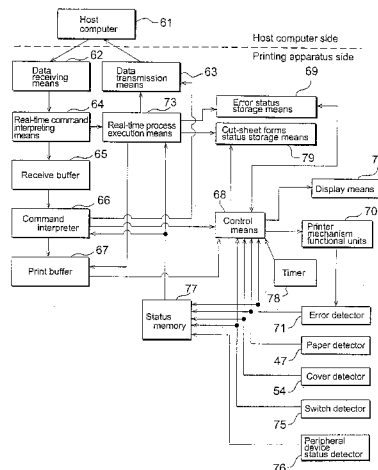 Host
computer
61
Host computer side
Printing apparatus side
62
Data
receiving
means
Data
transmission
means
63
69
Error status
storage means
64
Real-time command
interpreting
means
73
Real-time process
execution means
Cut-sheet forms
status storage means
79
65
Receive buffer
68
Control
means
7
Display means
66
Command
interpreter
70
Printer
mechanism
functional units
67
Print buffer
Timer
78
77
Status
memory
Error detector
71
Paper detector
47
Cover detector
54
Switch detector
75
Peripheral
device
status detector
76